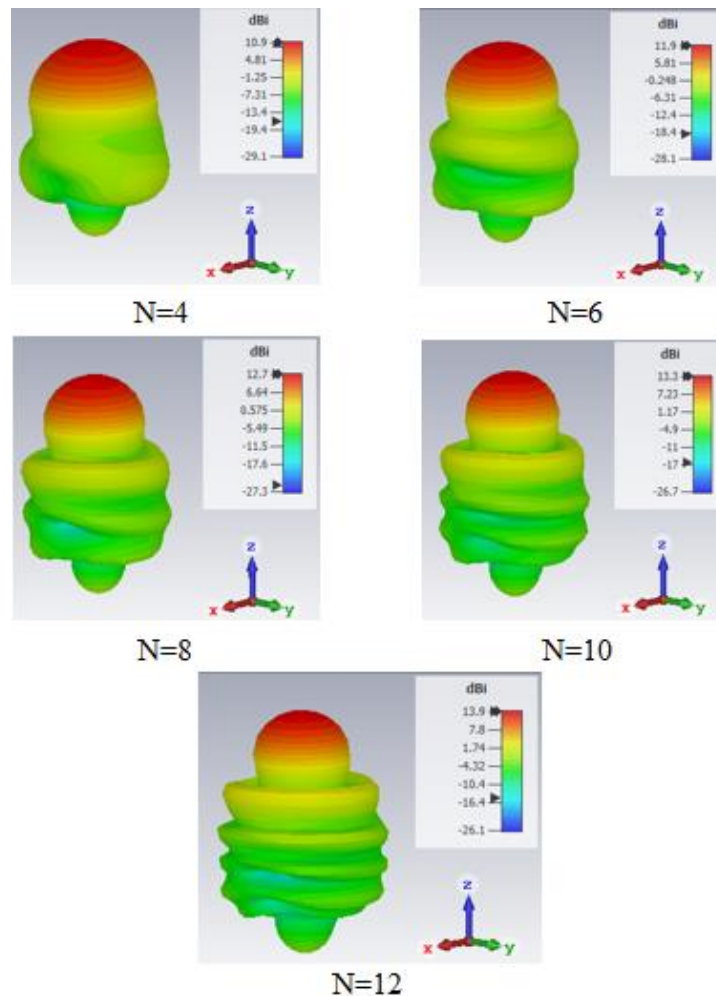 dBi
10.9
4.81
-1.25
-7.31
-13.4
-19.4
-29.1
z
x
y
N=4
dBi
11.9
5.81
-0.248
-6.31
-12.4
-18.4
-28.1
z
x
y
N=6
dBi
12.7
6.64
0.575
-5.49
-11.5
-17.6
-27.3
z
x
y
N=8
dBi
13.3
7.23
1.17
-4.9
-11
-17
-26.7
z
x
y
N=10
dBi
13.9
7.8
1.74
-4.32
-10.4
-16.4
-26.1
z
x
y
N=12